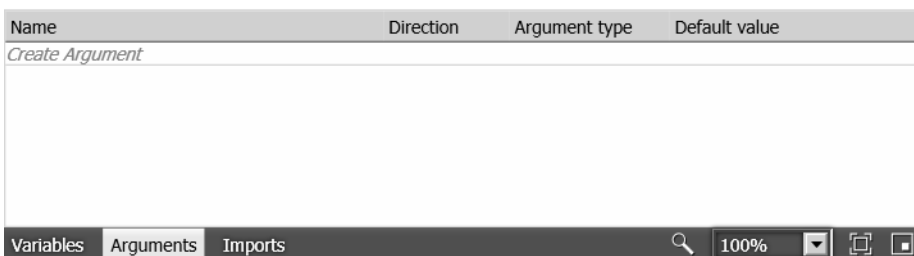 Name Direction Argument type Default value
Create Argument
Variables Arguments Imports 100%